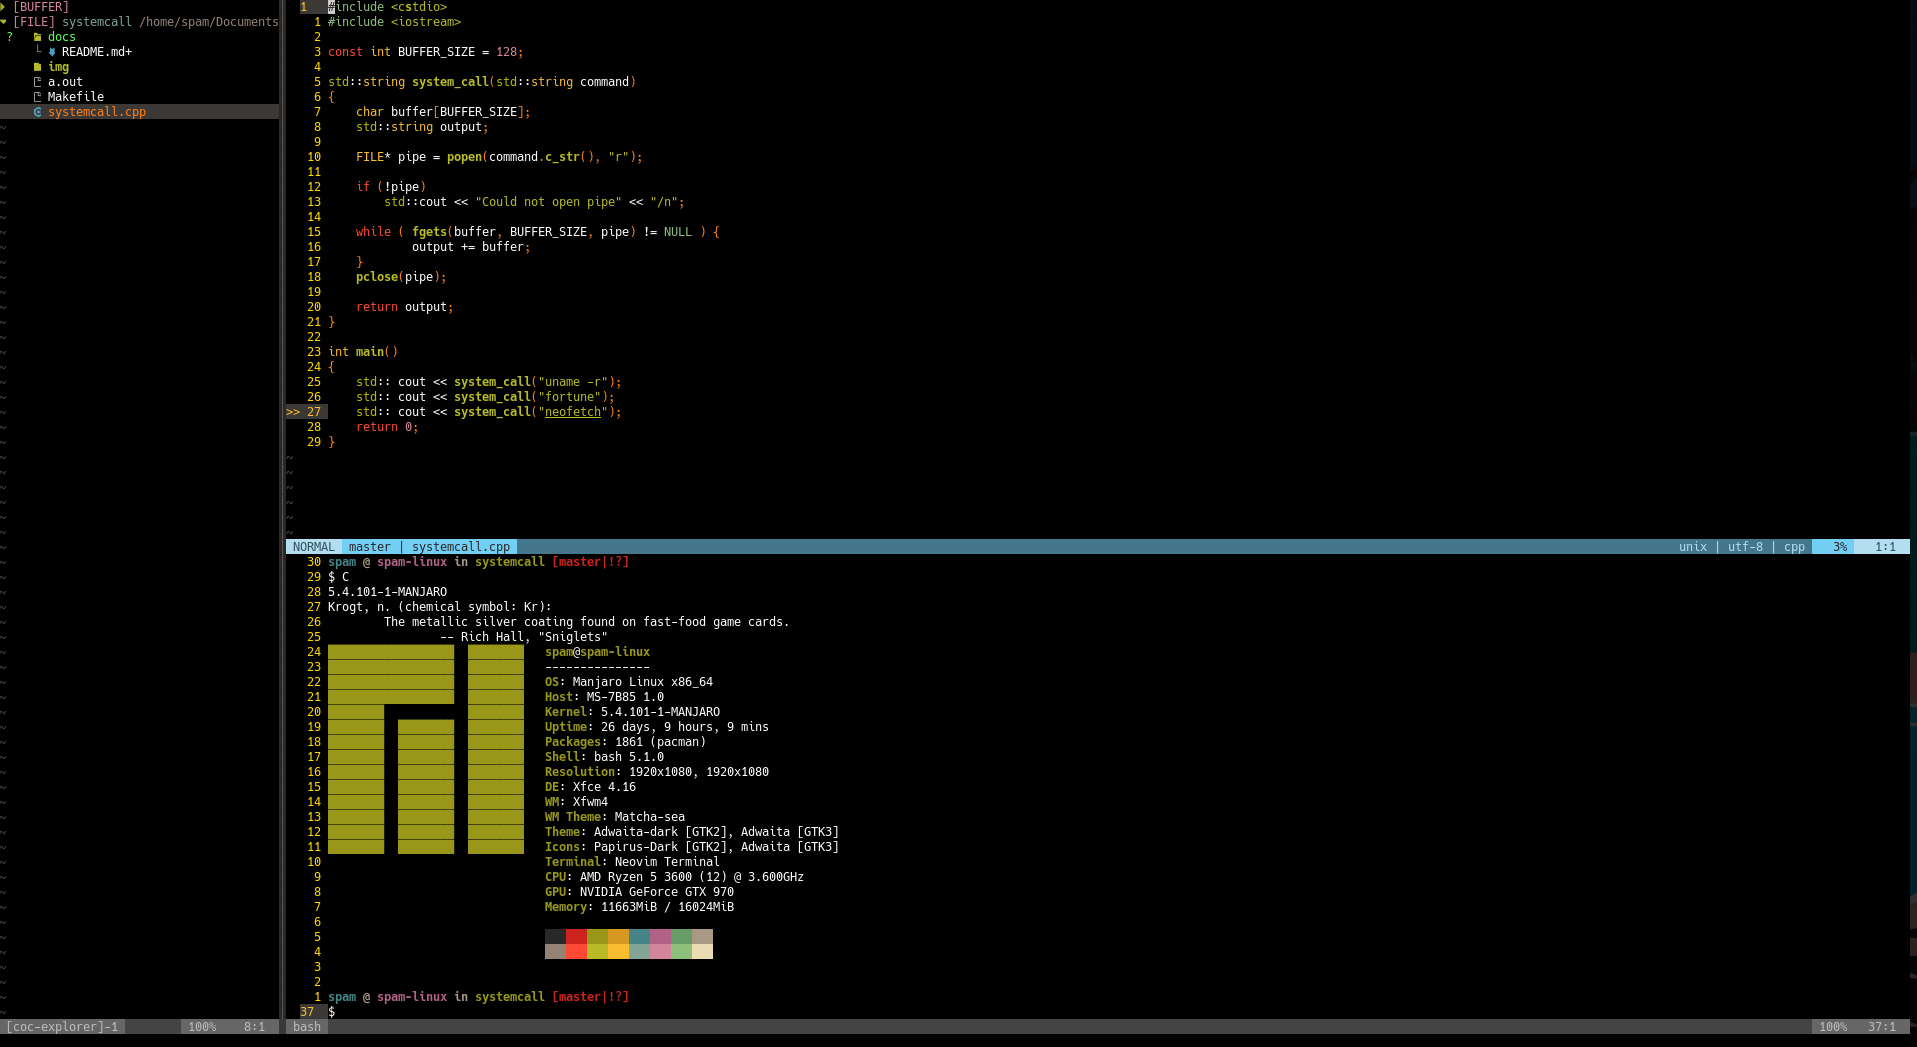 [BUFFER]
[FILE] systemcall /home/spam/Documents
? docs
└ README.md+
img
a.out
Makefile
systemcall.cpp
[coc-explorer]-1 100% 8:1
1 #include <cstdio>
1 #include <iostream>
2
3 const int BUFFER_SIZE = 128;
4
5 std::string system_call(std::string command)
6 {
7     char buffer[BUFFER_SIZE];
8     std::string output;
9
10     FILE* pipe = popen(command.c_str(), "r");
11
12     if (!pipe)
13         std::cout << "Could not open pipe" << "/n";
14
15     while ( fgets(buffer, BUFFER_SIZE, pipe) != NULL ) {
16             output += buffer;
17     }
18     pclose(pipe);
19
20     return output;
21 }
22
23 int main()
24 {
25     std:: cout << system_call("uname -r");
26     std:: cout << system_call("fortune");
>> 27     std:: cout << system_call("neofetch");
28     return 0;
29 }
NORMAL master | systemcall.cpp unix | utf-8 | cpp 3% 1:1
30 spam @ spam-linux in systemcall [master|!?]
29 $ C
28 5.4.101-1-MANJARO
27 Krogt, n. (chemical symbol: Kr):
26         The metallic silver coating found on fast-food game cards.
25                 -- Rich Hall, "Sniglets"
24 spam@spam-linux
23 ---------------
22 OS: Manjaro Linux x86_64
21 Host: MS-7B85 1.0
20 Kernel: 5.4.101-1-MANJARO
19 Uptime: 26 days, 9 hours, 9 mins
18 Packages: 1861 (pacman)
17 Shell: bash 5.1.0
16 Resolution: 1920x1080, 1920x1080
15 DE: Xfce 4.16
14 WM: Xfwm4
13 WM Theme: Matcha-sea
12 Theme: Adwaita-dark [GTK2], Adwaita [GTK3]
11 Icons: Papirus-Dark [GTK2], Adwaita [GTK3]
10 Terminal: Neovim Terminal
9 CPU: AMD Ryzen 5 3600 (12) @ 3.600GHz
8 GPU: NVIDIA GeForce GTX 970
7 Memory: 11663MiB / 16024MiB
6
5
4
3
2
1 spam @ spam-linux in systemcall [master|!?]
37 $
bash 100% 37:1